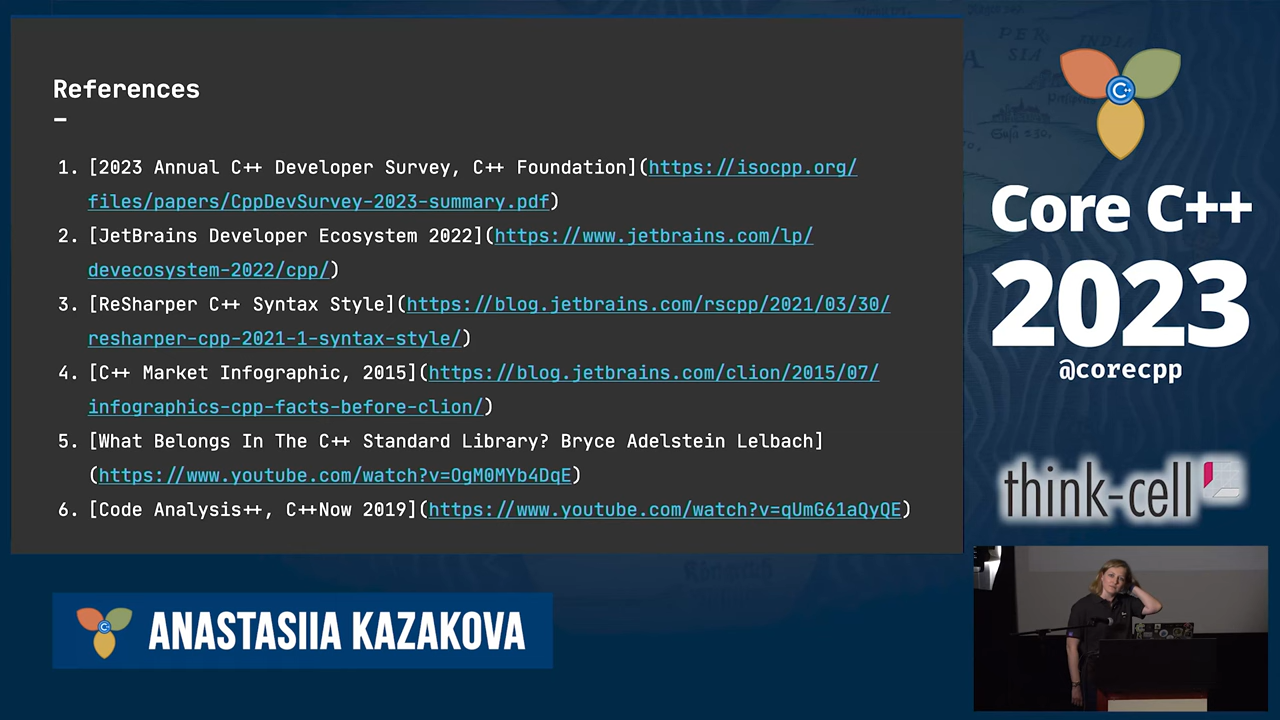 References
1. [2023 Annual C++ Developer Survey, C++ Foundation](https://isocpp.org/
files/papers/CppDevSurvey-2023-summary.pdf)
2. [JetBrains Developer Ecosystem 2022](https://www.jetbrains.com/lp/
devecosystem-2022/cpp/)
3. [ReSharper C++ Syntax Style](https://blog.jetbrains.com/rscpp/2021/03/30/
resharper-cpp-2021-1-syntax-style/)
4. [C++ Market Infographic, 2015](https://blog.jetbrains.com/clion/2015/07/
infographics-cpp-facts-before-clion/)
5. [What Belongs In The C++ Standard Library? Bryce Adelstein Lelbach]
(https://www.youtube.com/watch?v=OgM0MYb4DqE)
6. [Code Analysis++, C++Now 2019](https://www.youtube.com/watch?v=qUmG61aQyQE)
C++
Core C++
2023
@corecpp
think-cell
C++
ANASTASIIA KAZAKOVA
PERSIA
INDIA